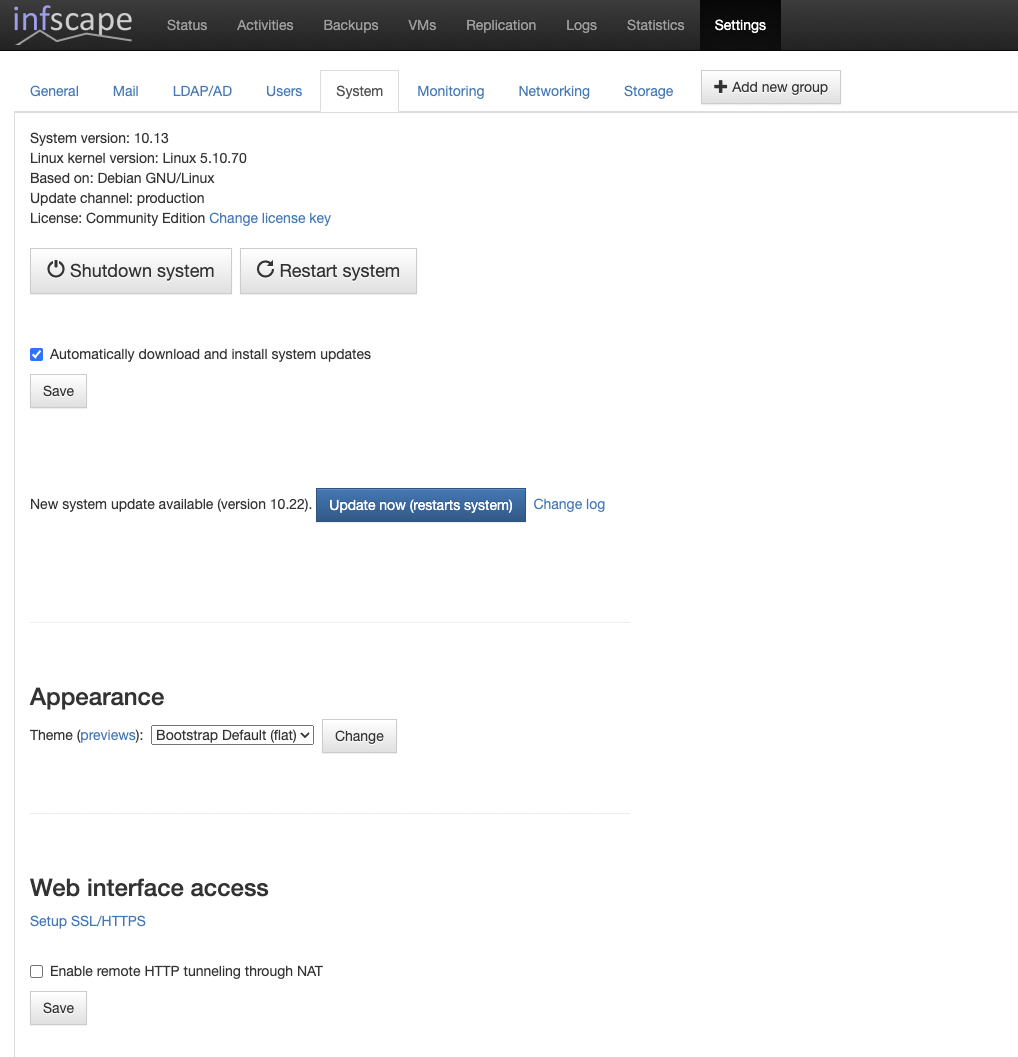 infscape Status Activities Backups VMs Replication Logs Statistics Settings
General Mail LDAP/AD Users System Monitoring Networking Storage Add new group
System version: 10.13
Linux kernel version: Linux 5.10.70
Based on: Debian GNU/Linux
Update channel: production
License: Community Edition Change license key
Shutdown system Restart system
Automatically download and install system updates
Save
New system update available (version 10.22). Update now (restarts system) Change log
Appearance
Theme (previews): Bootstrap Default (flat) Change
Web interface access
Setup SSL/HTTPS
Enable remote HTTP tunneling through NAT
Save